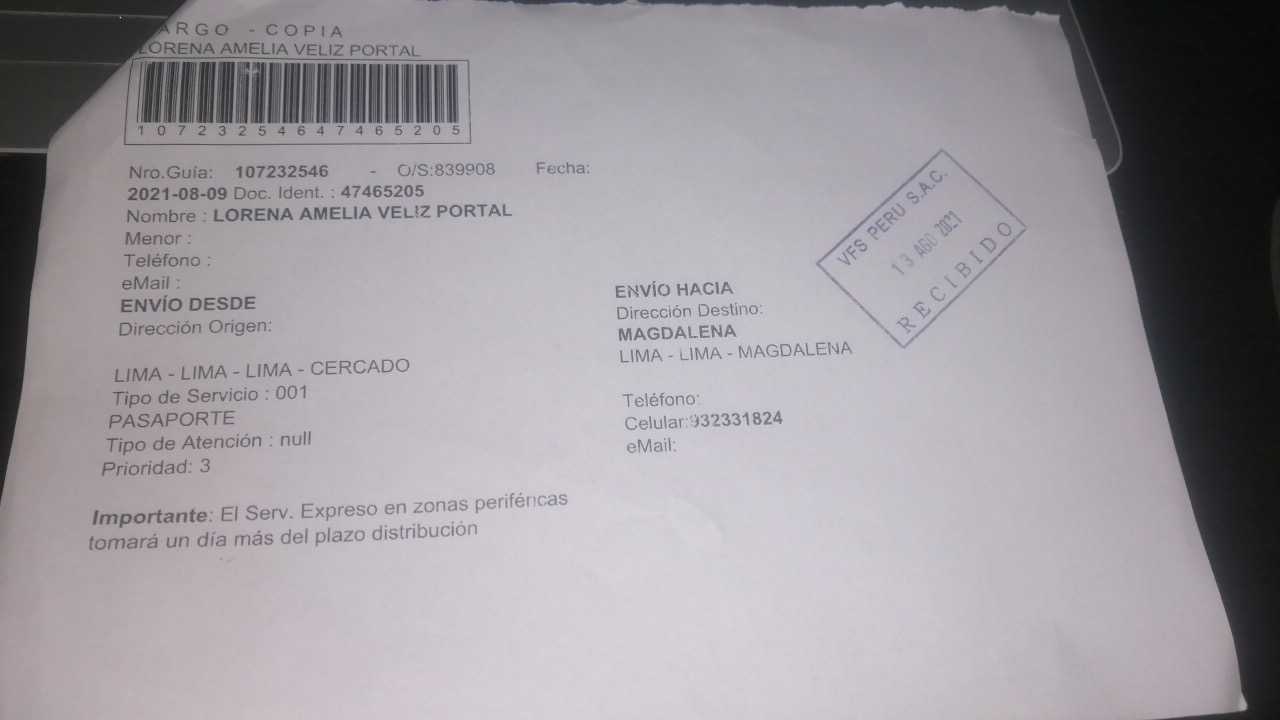 ARGO - COPIA
LORENA AMELIA VELIZ PORTAL
10723254647465205
Nro.Guía: 107232546 - O/S:839908 Fecha:
2021-08-09 Doc. Ident. : 47465205
Nombre : LORENA AMELIA VELIZ PORTAL
Menor :
Teléfono :
eMail :
ENVÍO DESDE
Dirección Origen:
LIMA - LIMA - LIMA - CERCADO
Tipo de Servicio : 001
PASAPORTE
Tipo de Atención : null
Prioridad: 3
ENVÍO HACIA
Dirección Destino:
MAGDALENA
LIMA - LIMA - MAGDALENA
Teléfono:
Celular:932331824
eMail:
VFS PERU S.A.C.
13 AGO 2021
RECIBIDO
Importante: El Serv. Expreso en zonas periféricas
tomará un día más del plazo distribución